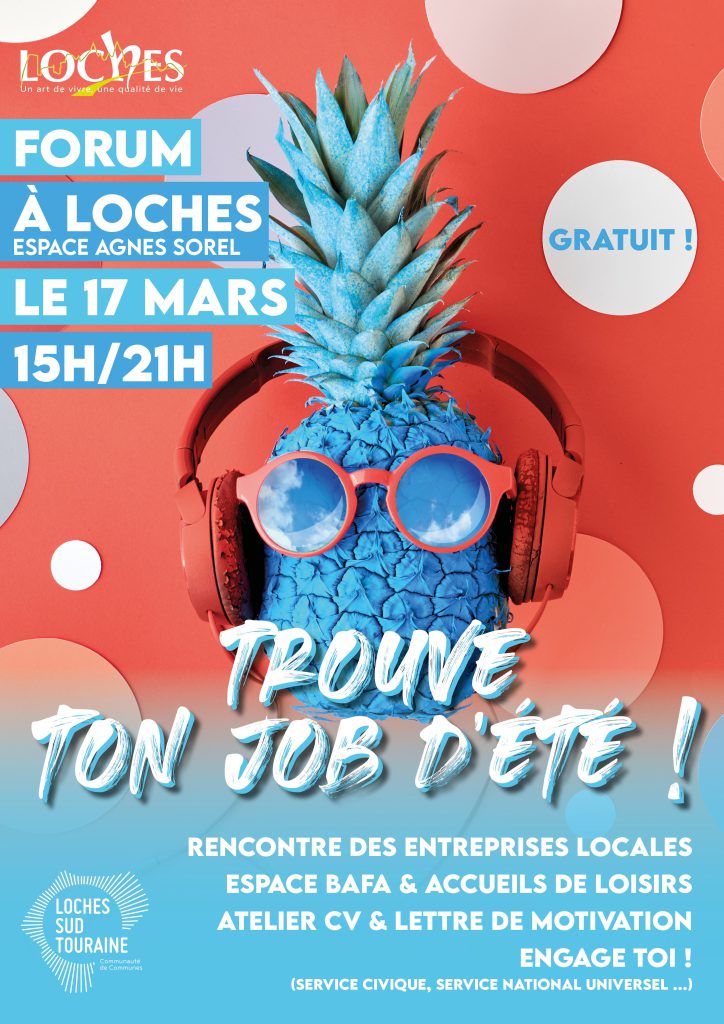 LOCHES
Un art de vivre, une qualité de vie
FORUM
À LOCHES
ESPACE AGNES SOREL
LE 17 MARS
15H/21H
GRATUIT !
TROUVE
TON JOB D'ÉTÉ !
RENCONTRE DES ENTREPRISES LOCALES
ESPACE BAFA & ACCUEILS DE LOISIRS
ATELIER CV & LETTRE DE MOTIVATION
ENGAGE TOI !
(SERVICE CIVIQUE, SERVICE NATIONAL UNIVERSEL ...)
LOCHES
SUD
TOURAINE
Communauté
de Communes